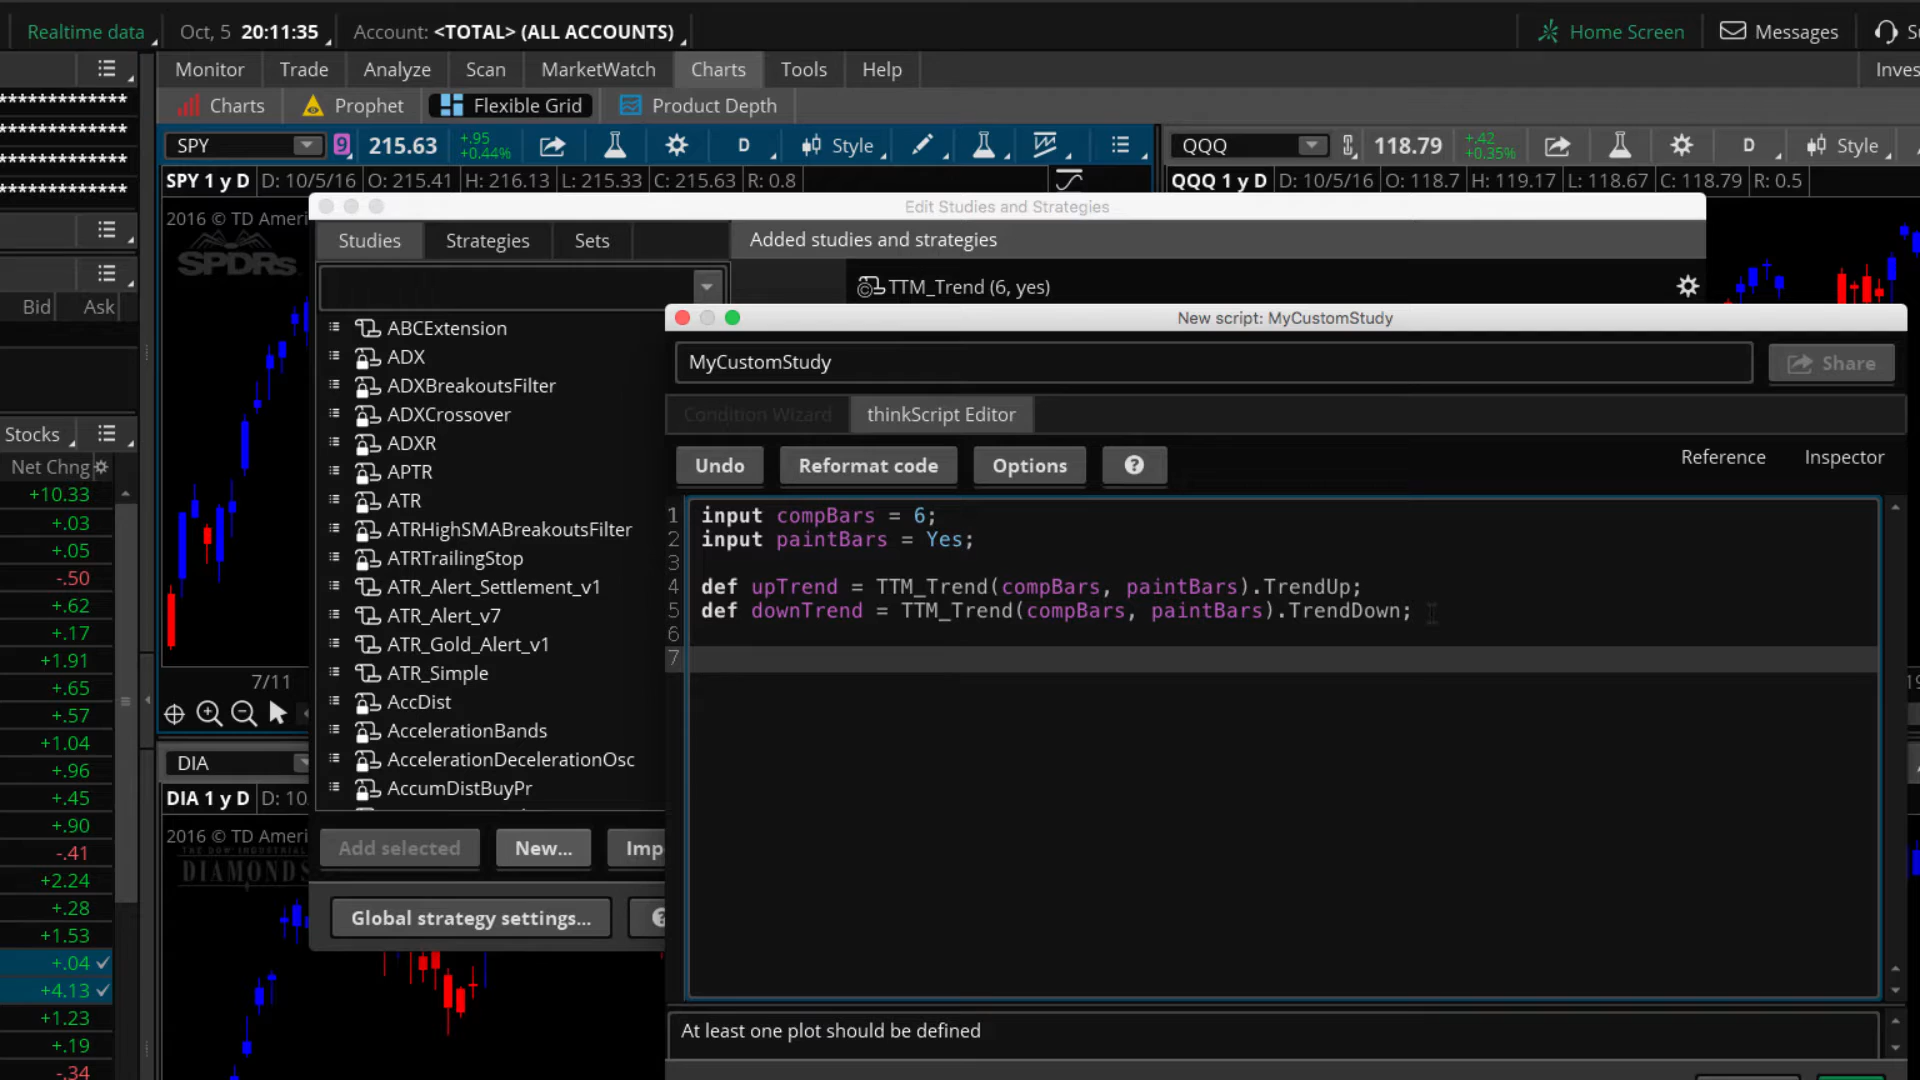 Realtime data
Oct, 5 20:11:35
Account: <TOTAL> (ALL ACCOUNTS)
Home Screen
Messages
Monitor
Trade
Analyze
Scan
MarketWatch
Charts
Tools
Help
Charts
Prophet
Flexible Grid
Product Depth
*************
*************
*************
*************
SPY
9
215.63
+.95
+0.44%
D
Style
QQQ
118.79
+.42
+0.35%
D
Style
SPY 1 y D
D: 10/5/16
O: 215.41
H: 216.13
L: 215.33
C: 215.63
R: 0.8
QQQ 1 y D
D: 10/5/16
O: 118.7
H: 119.17
L: 118.67
C: 118.79
R: 0.5
2016 © TD Ameri
SPDRs
Edit Studies and Strategies
Studies
Strategies
Sets
Added studies and strategies
TTM_Trend (6, yes)
ABCExtension
ADX
ADXBreakoutsFilter
ADXCrossover
ADXR
APTR
ATR
ATRHighSMABreakoutsFilter
ATRTrailingStop
ATR_Alert_Settlement_v1
ATR_Alert_v7
ATR_Gold_Alert_v1
ATR_Simple
AccDist
AccelerationBands
AccelerationDecelerationOsc
AccumDistBuyPr
Add selected
New...
Global strategy settings...
New script: MyCustomStudy
MyCustomStudy
Share
Condition Wizard
thinkScript Editor
Undo
Reformat code
Options
?
Reference
Inspector
1 input compBars = 6;
2 input paintBars = Yes;
3
4 def upTrend = TTM_Trend(compBars, paintBars).TrendUp;
5 def downTrend = TTM_Trend(compBars, paintBars).TrendDown;
6
7
At least one plot should be defined
Bid
Ask
Stocks
Net Chng
+10.33
+.03
+.05
-.50
+.62
+.17
+1.91
+.65
+.57
+1.04
+.96
+.45
+.90
-.41
+2.24
+.28
+1.53
+.04
+4.13
+1.23
+.19
-.34
7/11
DIA
DIA 1 y D
D: 10
2016 © TD Ameri
DIAMONDS